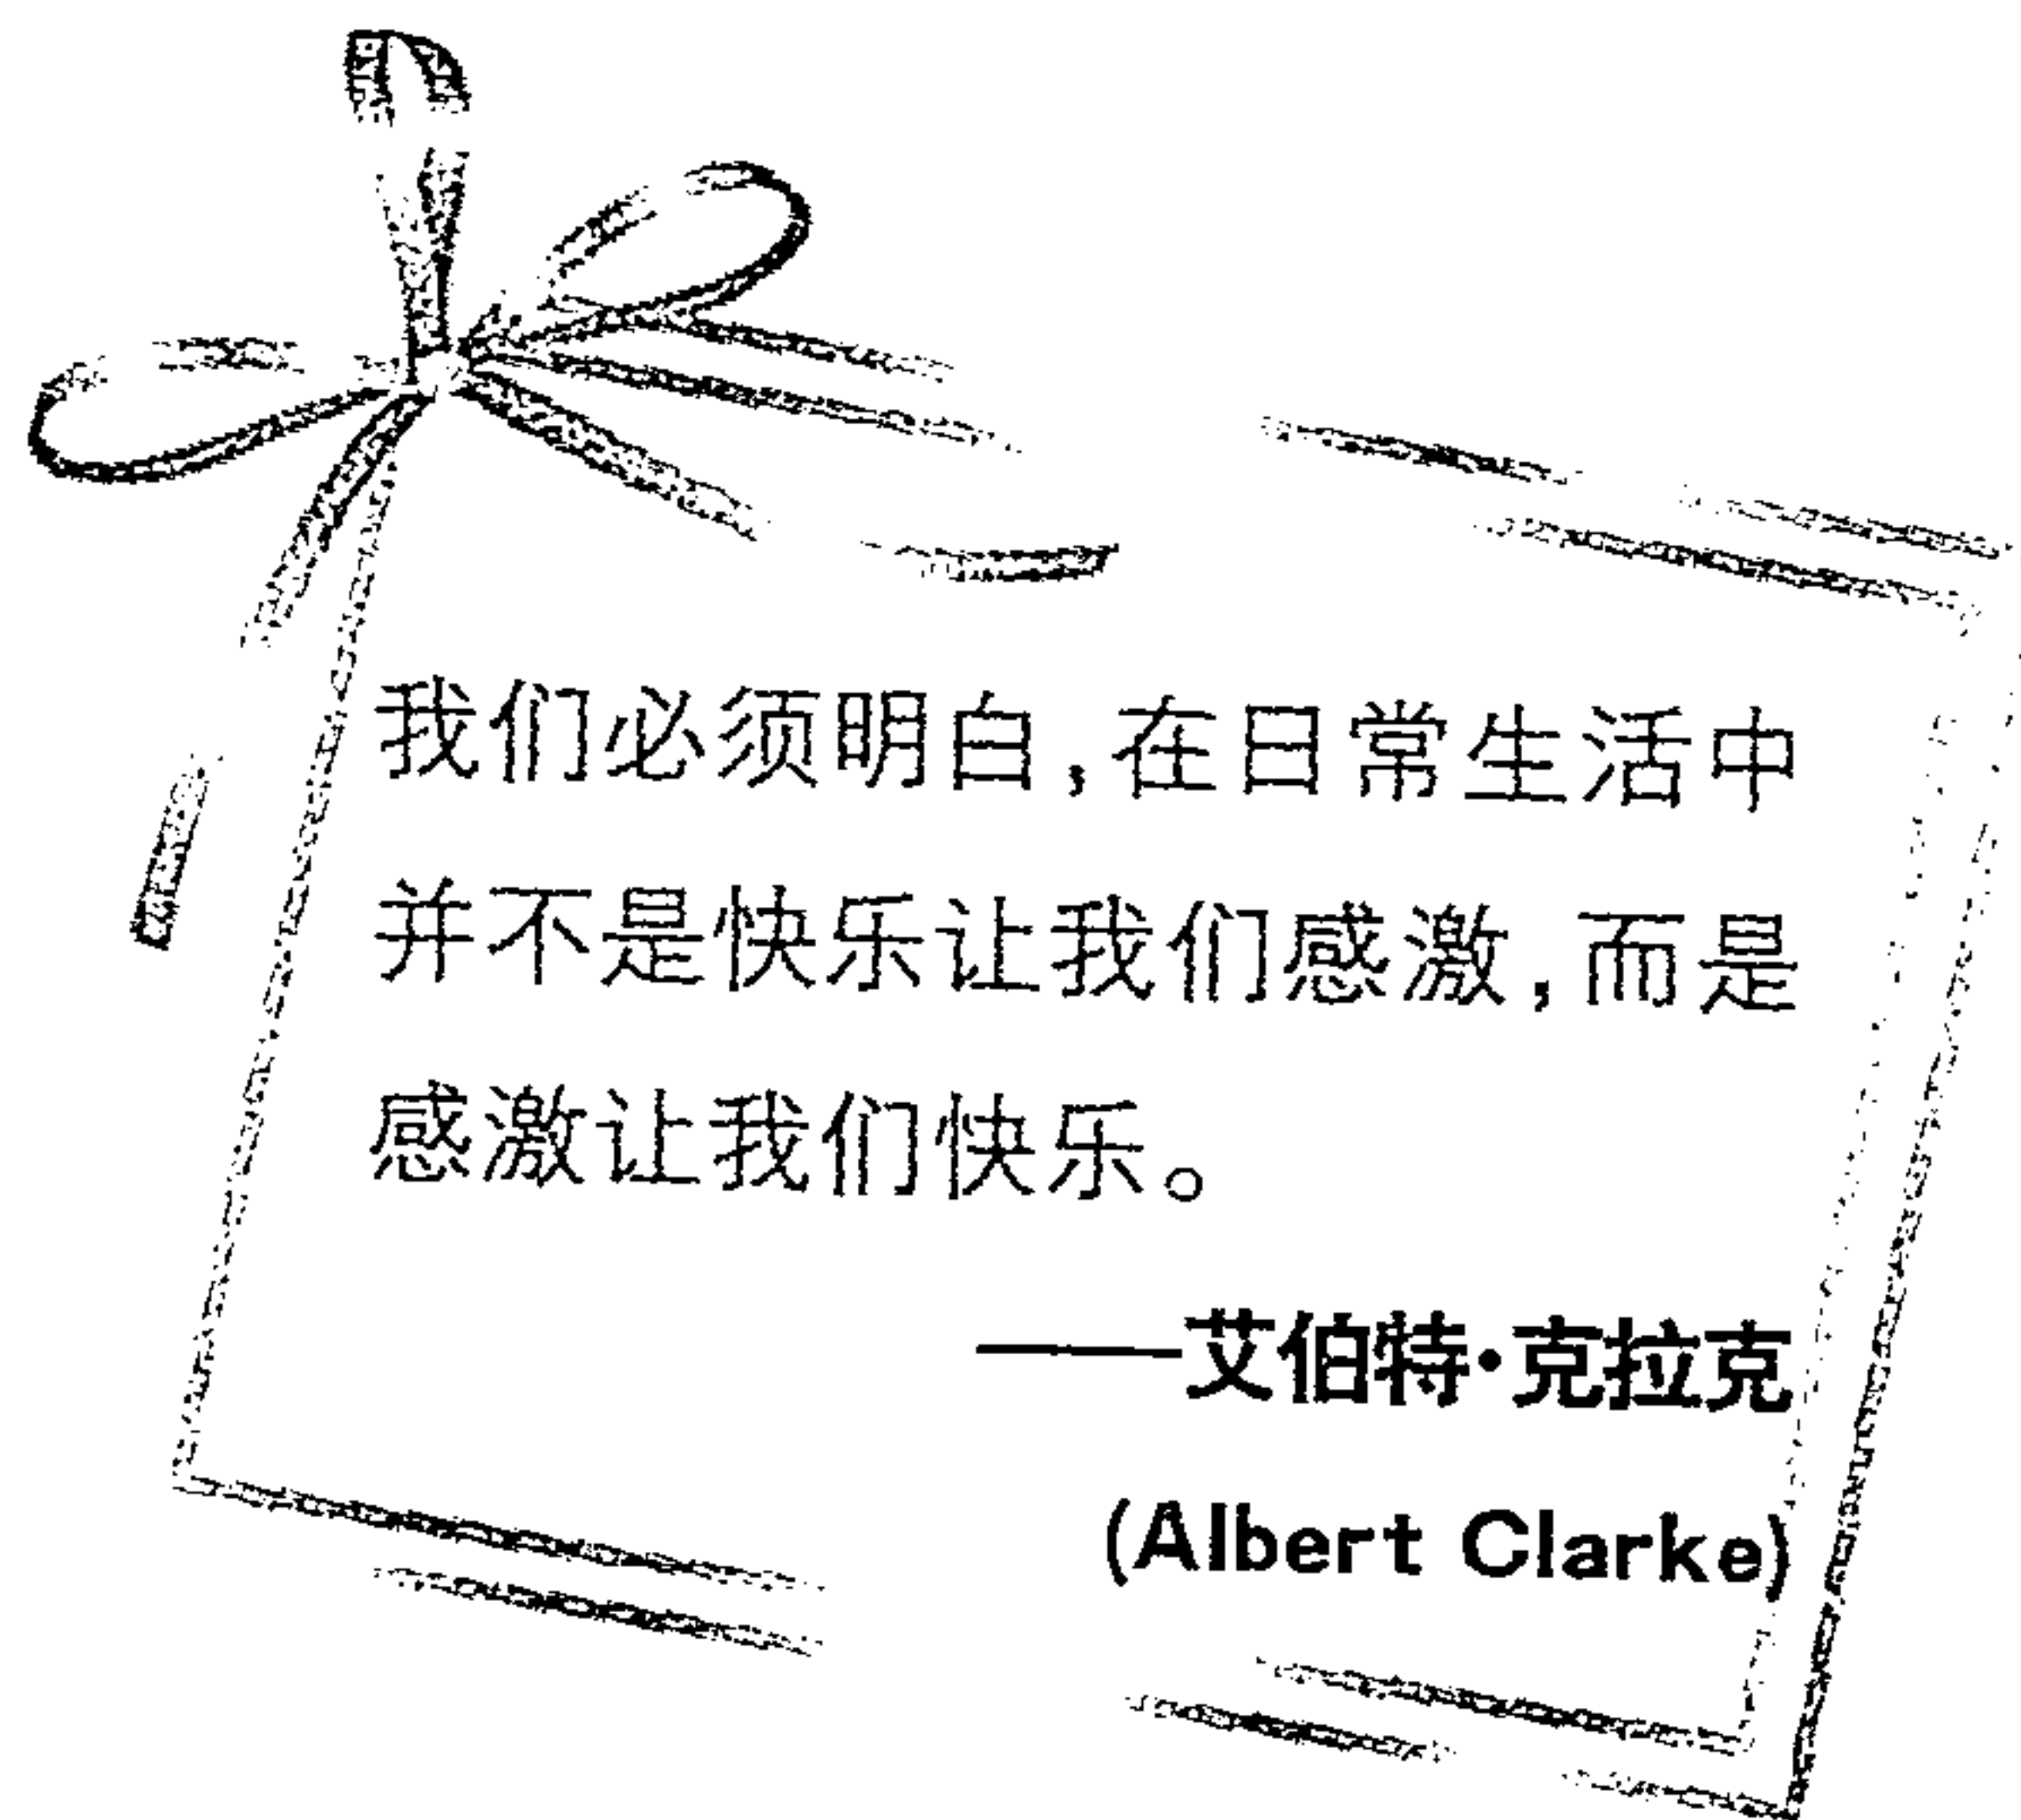 我们必须明白,在日常生活中
并不是快乐让我们感激,而是
感激让我们快乐。
——艾伯特·克拉克
(Albert Clarke)